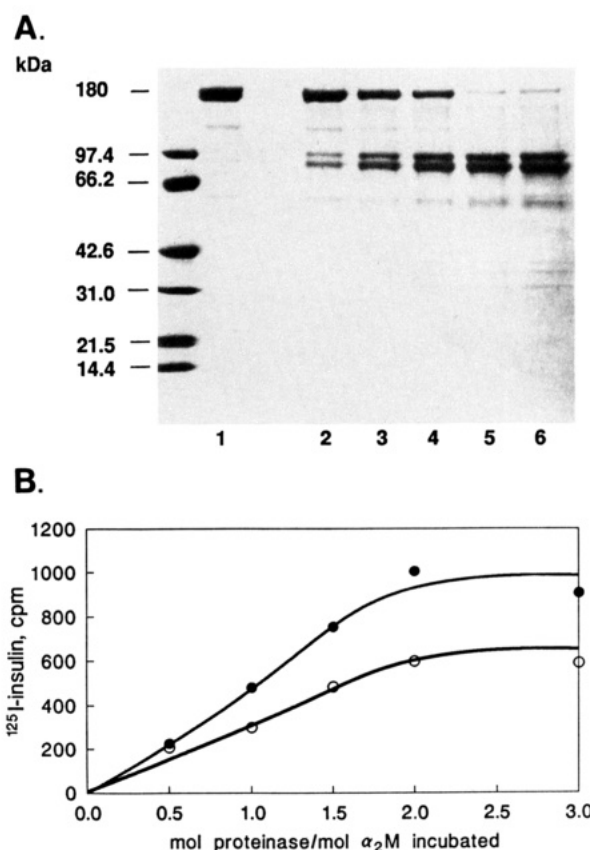 A.
kDa
180
97.4
66.2
42.6
31.0
21.5
14.4
1 2 3 4 5 6
B.
1200
1000
800
600
400
200
0
¹²⁵I-insulin, cpm
0.0 0.5 1.0 1.5 2.0 2.5 3.0
mol proteinase/mol α₂M incubated